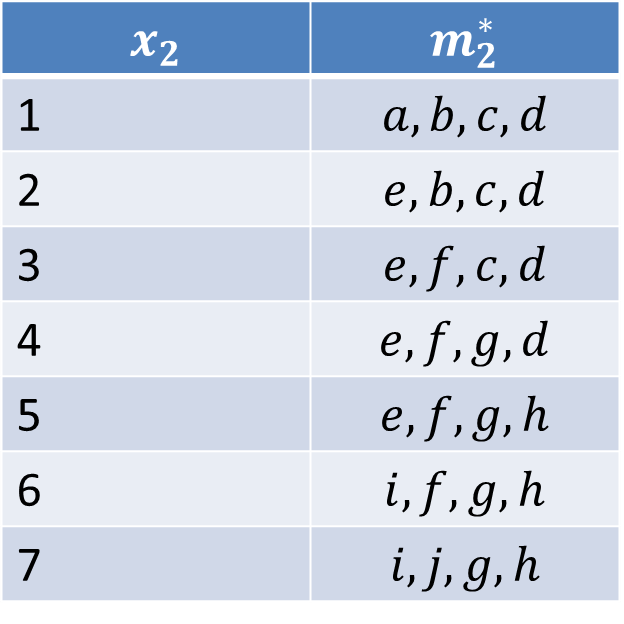 x₂ m₂*
1 a, b, c, d
2 e, b, c, d
3 e, f, c, d
4 e, f, g, d
5 e, f, g, h
6 i, f, g, h
7 i, j, g, h